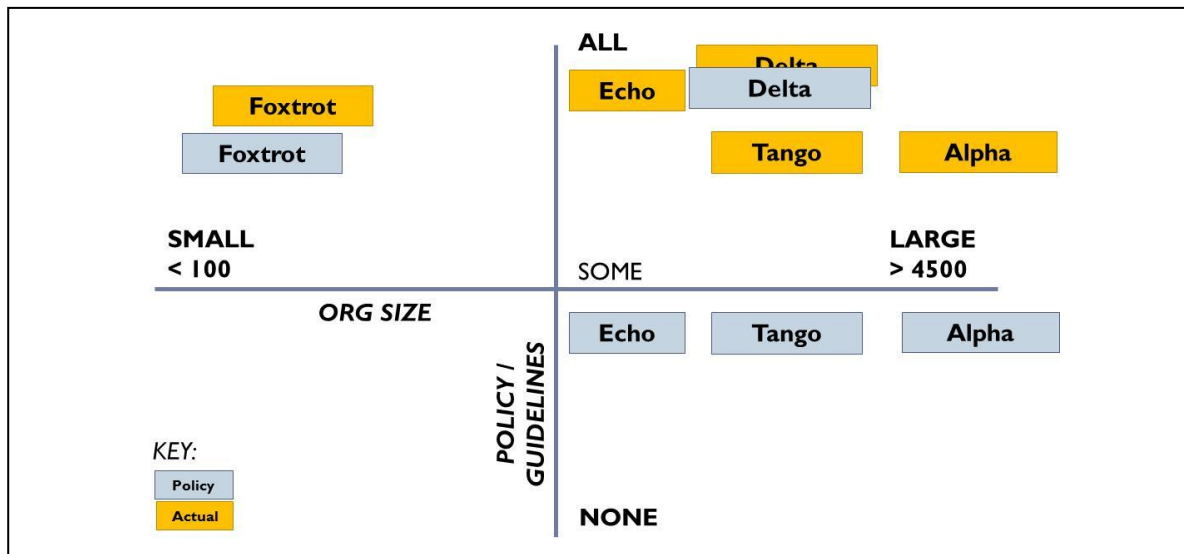 ALL
Delta
Echo
Delta
Foxtrot
Foxtrot
Tango
Alpha
SMALL
< 100
LARGE
> 4500
SOME
ORG SIZE
Echo
Tango
Alpha
POLICY /
GUIDELINES
KEY:
Policy
Actual
NONE